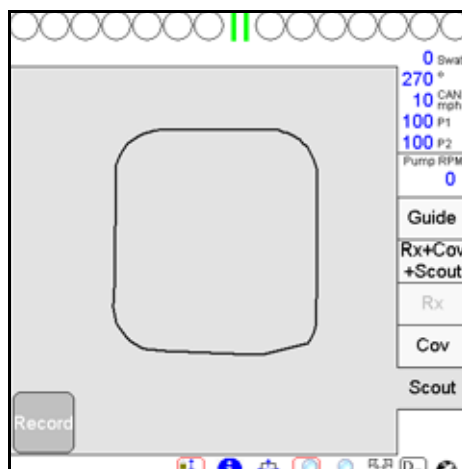 0 Swat
270 °
10 CAN mph
100 P1
100 P2
Pump RPM
0
Guide
Rx+Cov
+Scout
Rx
Cov
Scout
Record